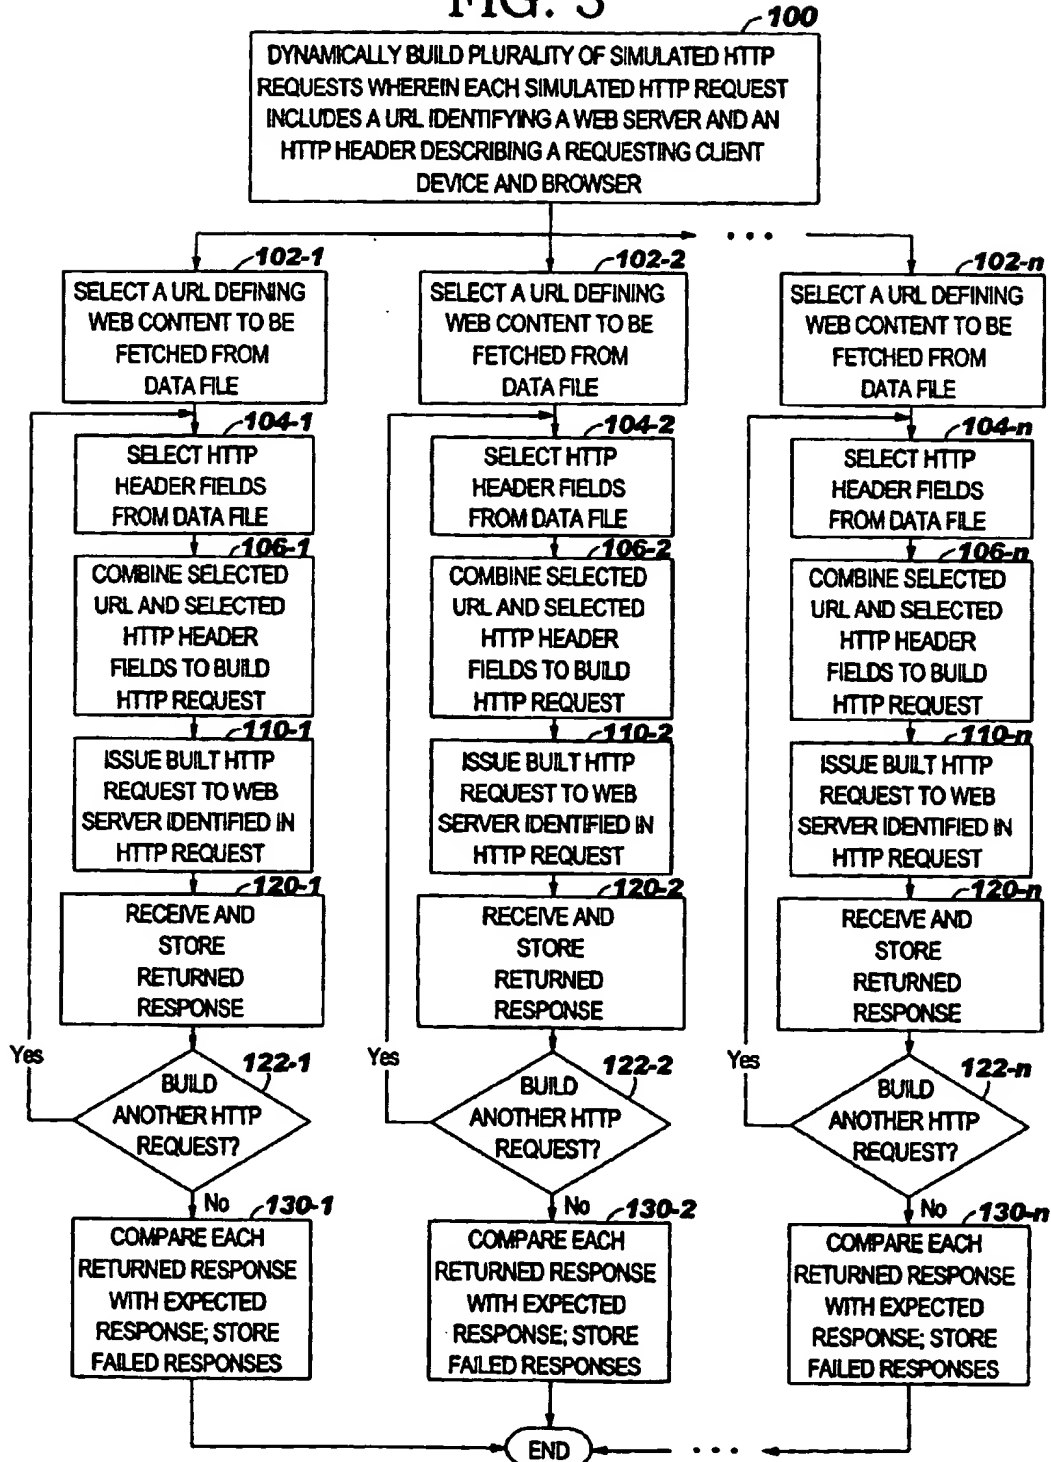 FIG. 3
100
DYNAMICALLY BUILD PLURALITY OF SIMULATED HTTP
REQUESTS WHEREIN EACH SIMULATED HTTP REQUEST
INCLUDES A URL IDENTIFYING A WEB SERVER AND AN
HTTP HEADER DESCRIBING A REQUESTING CLIENT
DEVICE AND BROWSER
• • •
102-1
SELECT A URL DEFINING
WEB CONTENT TO BE
FETCHED FROM
DATA FILE
104-1
SELECT HTTP
HEADER FIELDS
FROM DATA FILE
106-1
COMBINE SELECTED
URL AND SELECTED
HTTP HEADER
FIELDS TO BUILD
HTTP REQUEST
110-1
ISSUE BUILT HTTP
REQUEST TO WEB
SERVER IDENTIFIED IN
HTTP REQUEST
120-1
RECEIVE AND
STORE
RETURNED
RESPONSE
Yes
122-1
BUILD
ANOTHER HTTP
REQUEST?
No
130-1
COMPARE EACH
RETURNED RESPONSE
WITH EXPECTED
RESPONSE; STORE
FAILED RESPONSES
102-2
SELECT A URL DEFINING
WEB CONTENT TO BE
FETCHED FROM
DATA FILE
104-2
SELECT HTTP
HEADER FIELDS
FROM DATA FILE
106-2
COMBINE SELECTED
URL AND SELECTED
HTTP HEADER
FIELDS TO BUILD
HTTP REQUEST
110-2
ISSUE BUILT HTTP
REQUEST TO WEB
SERVER IDENTIFIED IN
HTTP REQUEST
120-2
RECEIVE AND
STORE
RETURNED
RESPONSE
Yes
122-2
BUILD
ANOTHER HTTP
REQUEST?
No
130-2
COMPARE EACH
RETURNED RESPONSE
WITH EXPECTED
RESPONSE; STORE
FAILED RESPONSES
102-n
SELECT A URL DEFINING
WEB CONTENT TO BE
FETCHED FROM
DATA FILE
104-n
SELECT HTTP
HEADER FIELDS
FROM DATA FILE
106-n
COMBINE SELECTED
URL AND SELECTED
HTTP HEADER
FIELDS TO BUILD
HTTP REQUEST
110-n
ISSUE BUILT HTTP
REQUEST TO WEB
SERVER IDENTIFIED IN
HTTP REQUEST
120-n
RECEIVE AND
STORE
RETURNED
RESPONSE
Yes
122-n
BUILD
ANOTHER HTTP
REQUEST?
No
130-n
COMPARE EACH
RETURNED RESPONSE
WITH EXPECTED
RESPONSE; STORE
FAILED RESPONSES
END
• • •